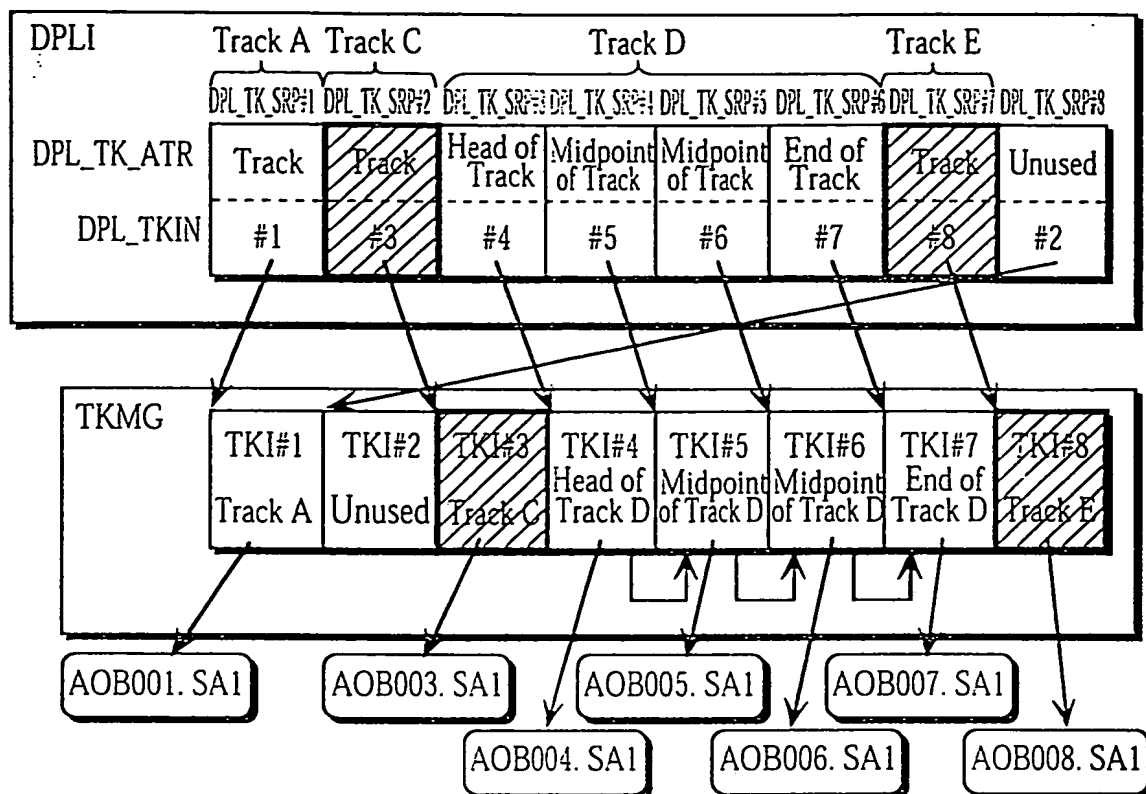 DPLI
Track A Track C Track D Track E
DPL_TK_SRP#1 DPL_TK_SRP#2 DPL_TK_SRP#3 DPL_TK_SRP#4 DPL_TK_SRP#5 DPL_TK_SRP#6 DPL_TK_SRP#7 DPL_TK_SRP#8
DPL_TK_ATR
Track
Track
Head of
Track
Midpoint
of Track
Midpoint
of Track
End of
Track
Track
Unused
DPL_TKIN
#1 #3 #4 #5 #6 #7 #8 #2
TKMG
TKI#1
Track A
TKI#2
Unused
TKI#3
Track C
TKI#4
Head of
Track D
TKI#5
Midpoint
of Track D
TKI#6
Midpoint
of Track D
TKI#7
End of
Track D
TKI#8
Track E
AOB001. SA1 AOB003. SA1 AOB005. SA1 AOB007. SA1
AOB004. SA1 AOB006. SA1 AOB008. SA1